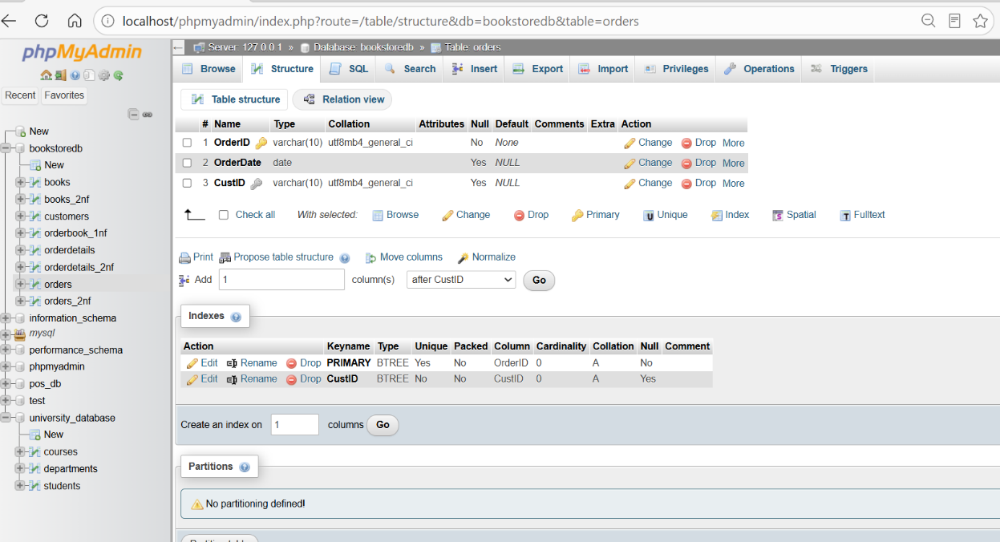 localhost/phpmyadmin/index.php?route=/table/structure&db=bookstoredb&table=orders
phpMyAdmin
Recent Favorites
New
bookstoredb
New
books
books_2nf
customers
orderbook_1nf
orderdetails
orderdetails_2nf
orders
orders_2nf
information_schema
mysql
performance_schema
phpmyadmin
pos_db
test
university_database
New
courses
departments
students
Server: 127.0.0.1 » Database: bookstoredb » Table: orders
Browse Structure SQL Search Insert Export Import Privileges Operations Triggers
Table structure Relation view
# Name Type Collation Attributes Null Default Comments Extra Action
1 OrderID varchar(10) utf8mb4_general_ci No None Change Drop More
2 OrderDate date Yes NULL Change Drop More
3 CustID varchar(10) utf8mb4_general_ci Yes NULL Change Drop More
Check all With selected: Browse Change Drop Primary Unique Index Spatial Fulltext
Print Propose table structure Move columns Normalize
Add 1 column(s) after CustID Go
Indexes
Action Keyname Type Unique Packed Column Cardinality Collation Null Comment
Edit Rename Drop PRIMARY BTREE Yes No OrderID 0 A No
Edit Rename Drop CustID BTREE No No CustID 0 A Yes
Create an index on 1 columns Go
Partitions
No partitioning defined!